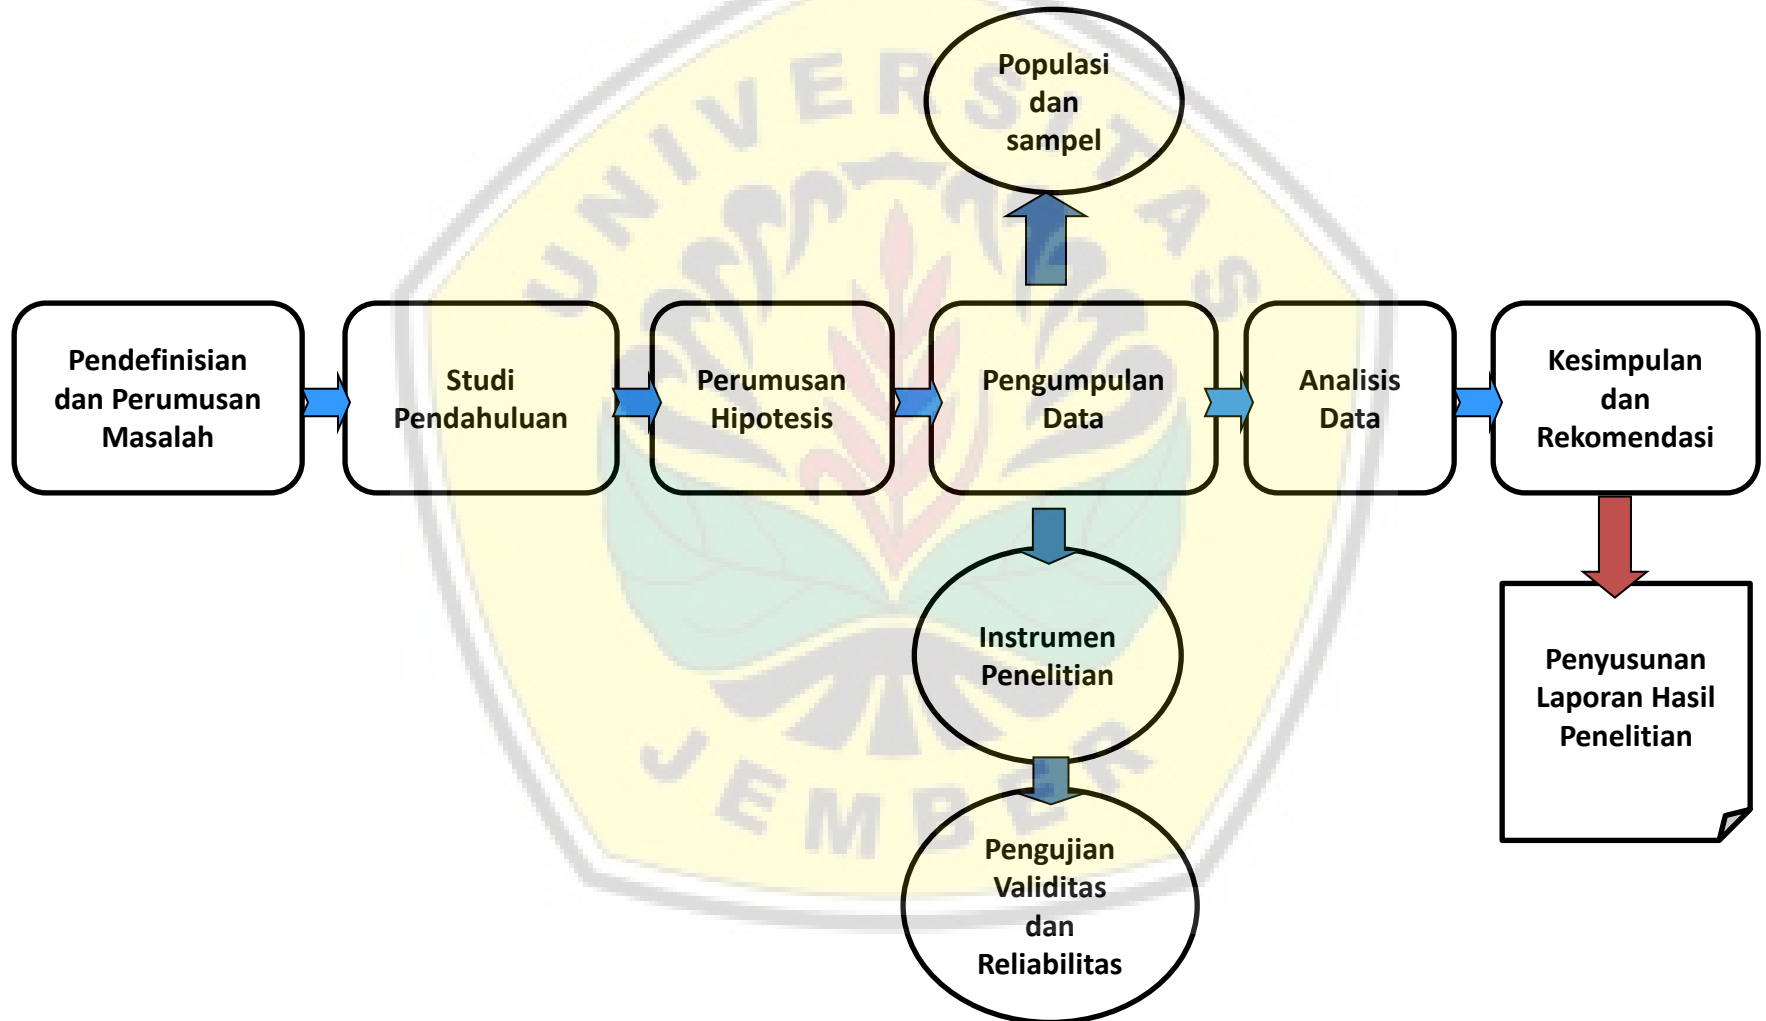 Populasi
dan
sampel
Pendefinisian
dan Perumusan
Masalah
Studi
Pendahuluan
Perumusan
Hipotesis
Pengumpulan
Data
Analisis
Data
Kesimpulan
dan
Rekomendasi
Instrumen
Penelitian
Penyusunan
Laporan Hasil
Penelitian
Pengujian
Validitas
dan
Reliabilitas
UNIVERSITAS
JEMBER